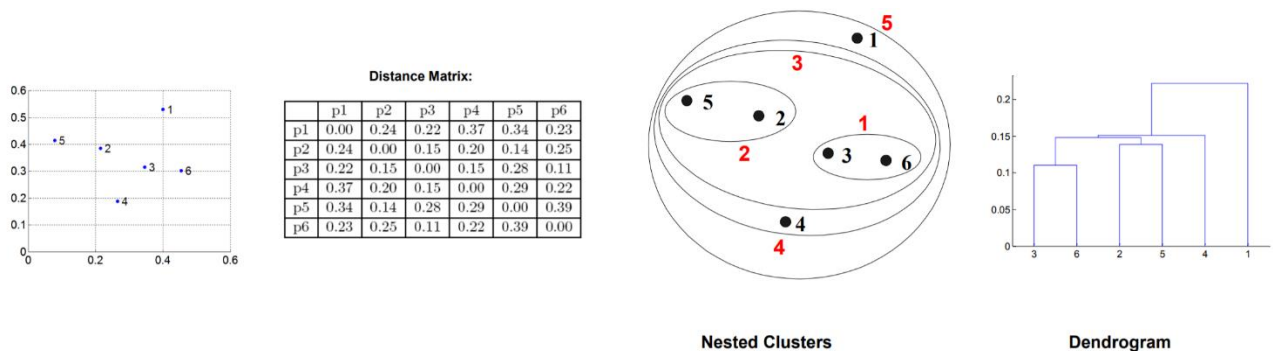 0.6
0.5
0.4
0.3
0.2
0.1
0
0 0.2 0.4 0.6
1
5
2
3
6
4
Distance Matrix:
p1 p2 p3 p4 p5 p6
p1 0.00 0.24 0.22 0.37 0.34 0.23
p2 0.24 0.00 0.15 0.20 0.14 0.25
p3 0.22 0.15 0.00 0.15 0.28 0.11
p4 0.37 0.20 0.15 0.00 0.29 0.22
p5 0.34 0.14 0.28 0.29 0.00 0.39
p6 0.23 0.25 0.11 0.22 0.39 0.00
5
1
3
5
2
1
3
6
2
4
4
Nested Clusters
0.2
0.15
0.1
0.05
0
3 6 2 5 4 1
Dendrogram